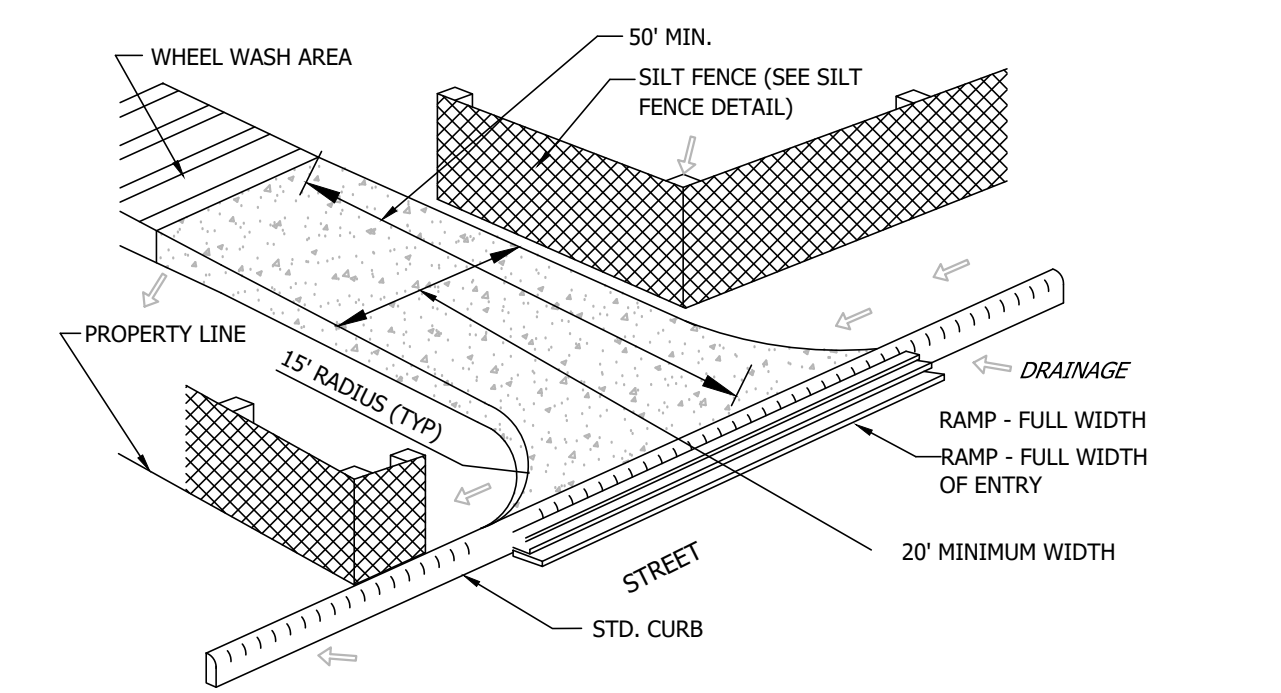 50' MIN.
WHEEL WASH AREA
SILT FENCE (SEE SILT
FENCE DETAIL)
PROPERTY LINE
15' RADIUS (TYP)
DRAINAGE
RAMP - FULL WIDTH
RAMP - FULL WIDTH
OF ENTRY
20' MINIMUM WIDTH
STREET
STD. CURB